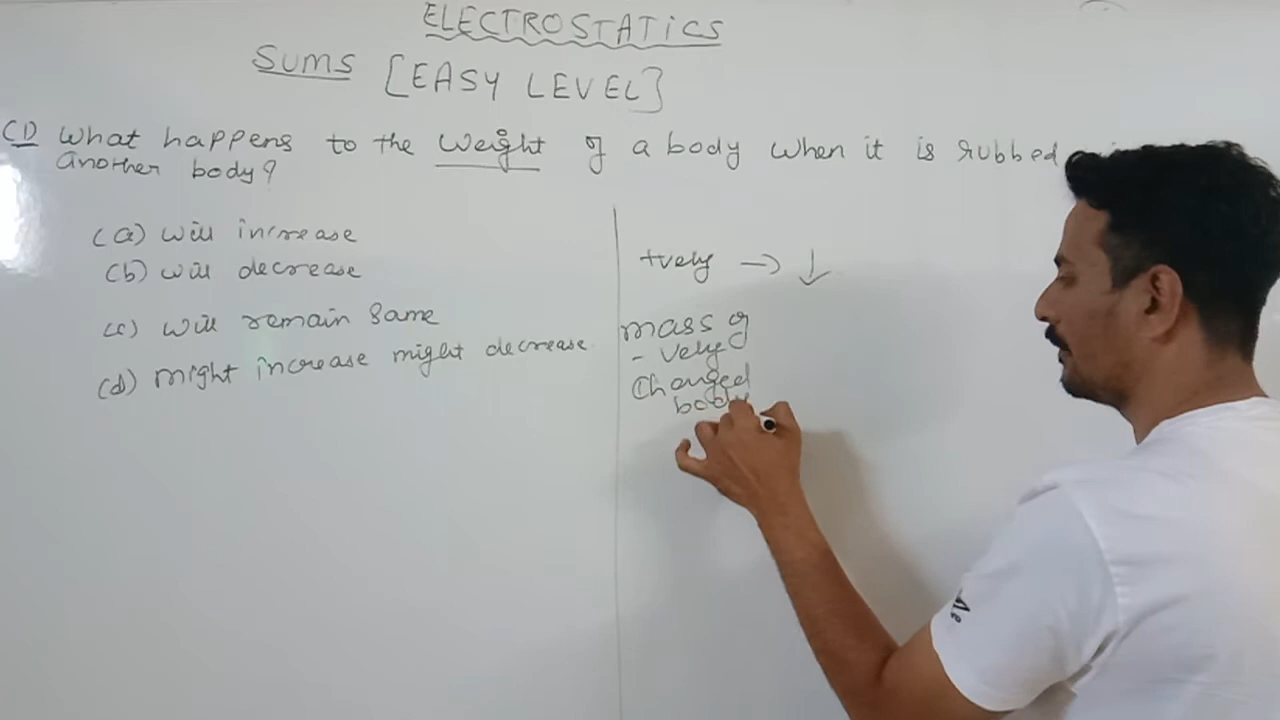 ELECTROSTATICS
SUMS [EASY LEVEL]
(1) What happens to the weight of a body when it is rubbed
another body?
(a) will increase
(b) will decrease
(c) will remain same
(d) might increase might decrease
+vely → ↓
mass of
- vely
Charged
body